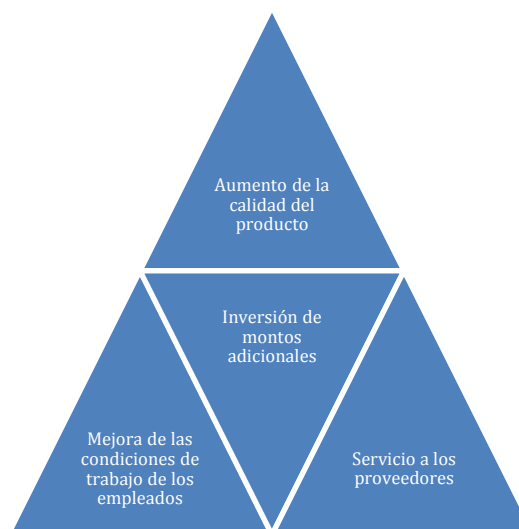 Aumento de la
calidad del
producto
Inversión de
montos
adicionales
Mejora de las
condiciones de
trabajo de los
empleados
Servicio a los
proveedores